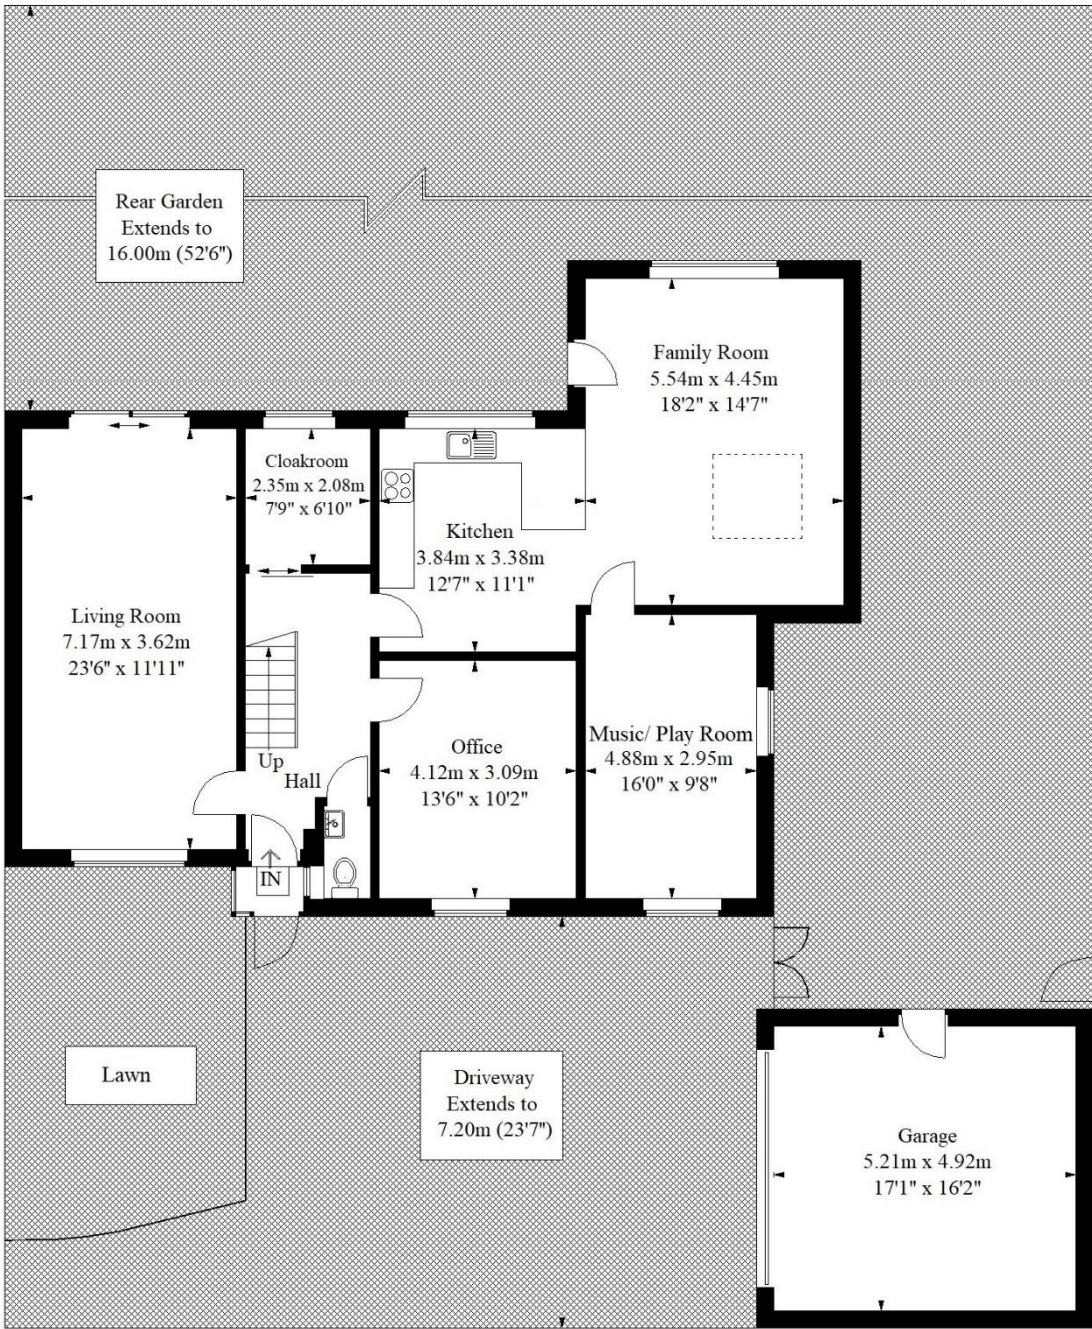 Rear Garden
Extends to
16.00m (52'6")
Family Room
5.54m x 4.45m
18'2" x 14'7"
Cloakroom
2.35m x 2.08m
7'9" x 6'10"
Kitchen
3.84m x 3.38m
12'7" x 11'1"
Living Room
7.17m x 3.62m
23'6" x 11'11"
Up
Hall
Office
4.12m x 3.09m
13'6" x 10'2"
Music/ Play Room
4.88m x 2.95m
16'0" x 9'8"
IN
Lawn
Driveway
Extends to
7.20m (23'7")
Garage
5.21m x 4.92m
17'1" x 16'2"